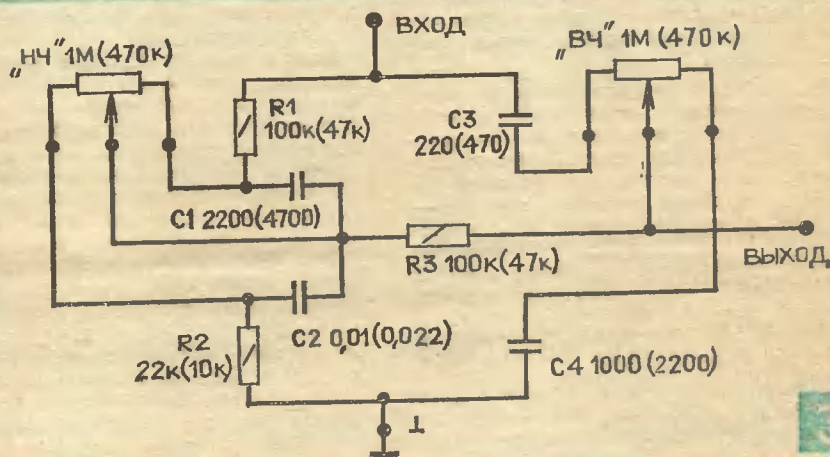 ВХОД
„НЧ“ 1М(470к)
„ВЧ“ 1М(470к)
R1
100к(47к)
C3
220(470)
C1 2200(4700)
R3 100к(47к)
ВЫХОД
R2
22к(10к)
C2 0,01(0,022)
C4 1000(2200)
⊥